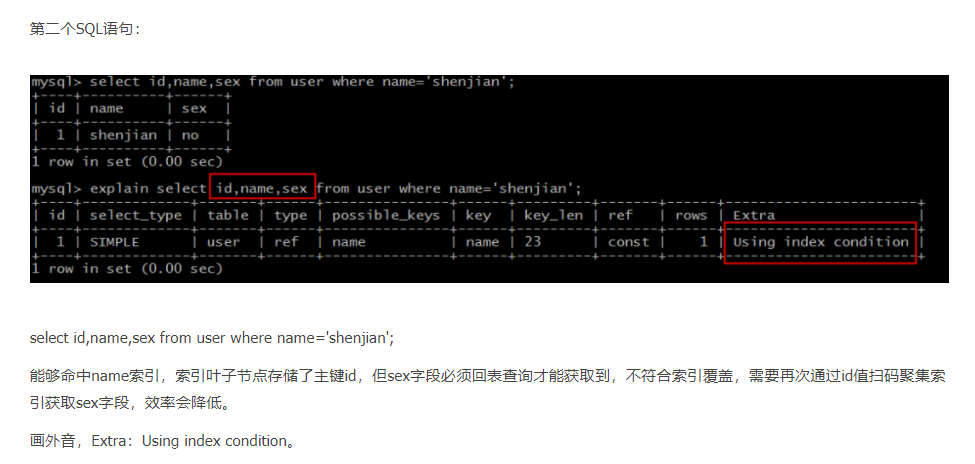 第二个SQL语句：
mysql> select id,name,sex from user where name='shenjian';
+----+----------+------+
| id | name     | sex  |
+----+----------+------+
|  1 | shenjian | no   |
+----+----------+------+
1 row in set (0.00 sec)
mysql> explain select id,name,sex from user where name='shenjian';
+----+-------------+-------+------+---------------+------+---------+-------+------+-----------------------+
| id | select_type | table | type | possible_keys | key  | key_len | ref   | rows | Extra                 |
+----+-------------+-------+------+---------------+------+---------+-------+------+-----------------------+
|  1 | SIMPLE      | user  | ref  | name          | name | 23      | const |    1 | Using index condition |
+----+-------------+-------+------+---------------+------+---------+-------+------+-----------------------+
1 row in set (0.00 sec)
select id,name,sex from user where name='shenjian';
能够命中name索引，索引叶子节点存储了主键id，但sex字段必须回表查询才能获取到，不符合索引覆盖，需要再次通过id值扫码聚集索
引获取sex字段，效率会降低。
画外音，Extra：Using index condition。